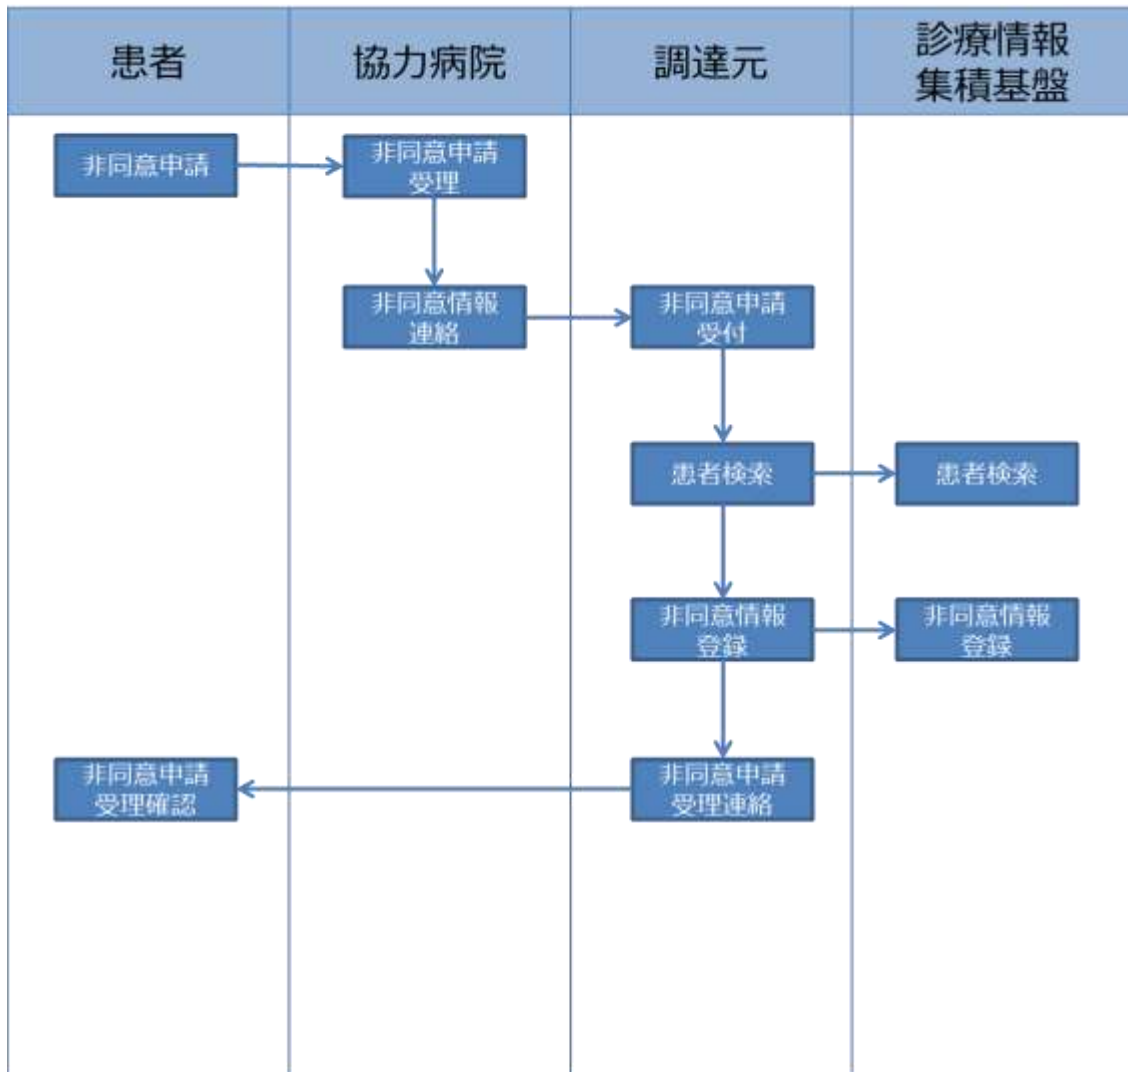 患者
協力病院
調達元
診療情報
集積基盤
非同意申請
非同意申請
受理
非同意情報
連絡
非同意申請
受付
患者検索
患者検索
非同意情報
登録
非同意情報
登録
非同意申請
受理確認
非同意申請
受理連絡